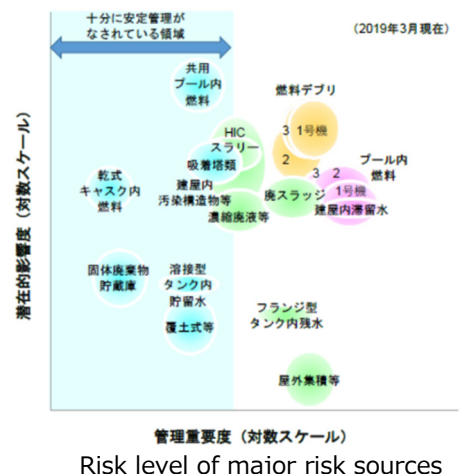 十分に安定管理が
なされている領域
（2019年3月現在）
共用
プール内
燃料
燃料デブリ
3 1号機
2
HIC
スラリー
吸着塔類
プール内
燃料
3 2
1号機
建屋内滞留水
廃スラッジ
建屋内
汚染構造物等
濃縮廃液等
乾式
キャスク内
燃料
固体廃棄物
貯蔵庫
溶接型
タンク内
貯留水
覆土式等
フランジ型
タンク内残水
屋外集積等
潜在的影響度（対数スケール）
管理重要度（対数スケール）
Risk level of major risk sources